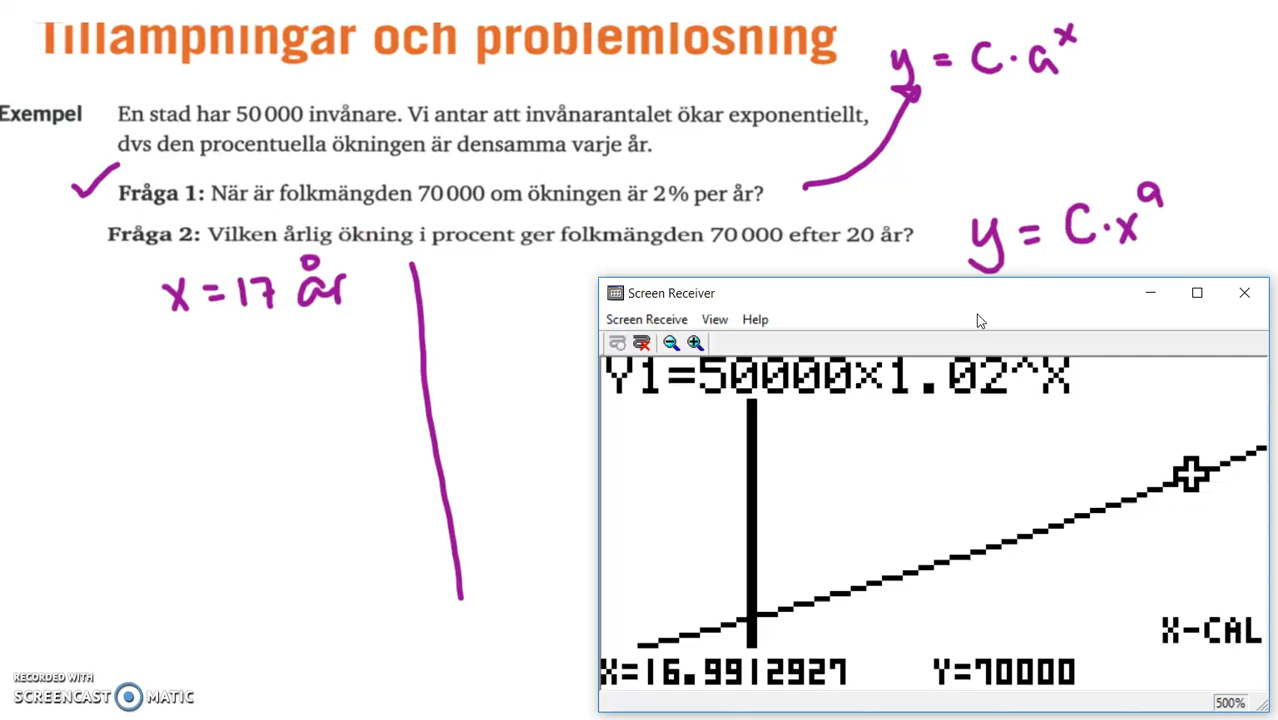 Tillämpningar och problemlösning
y = C · a^x
Exempel En stad har 50 000 invånare. Vi antar att invånarantalet ökar exponentiellt,
dvs den procentuella ökningen är densamma varje år.
Fråga 1: När är folkmängden 70 000 om ökningen är 2 % per år?
Fråga 2: Vilken årlig ökning i procent ger folkmängden 70 000 efter 20 år?
y = C · x^a
x = 17 år
Screen Receiver
Screen Receive View Help
Y1=50000×1.02^X
X-CAL
X=16.9912927 Y=70000
500%
RECORDED WITH
SCREENCAST MATIC